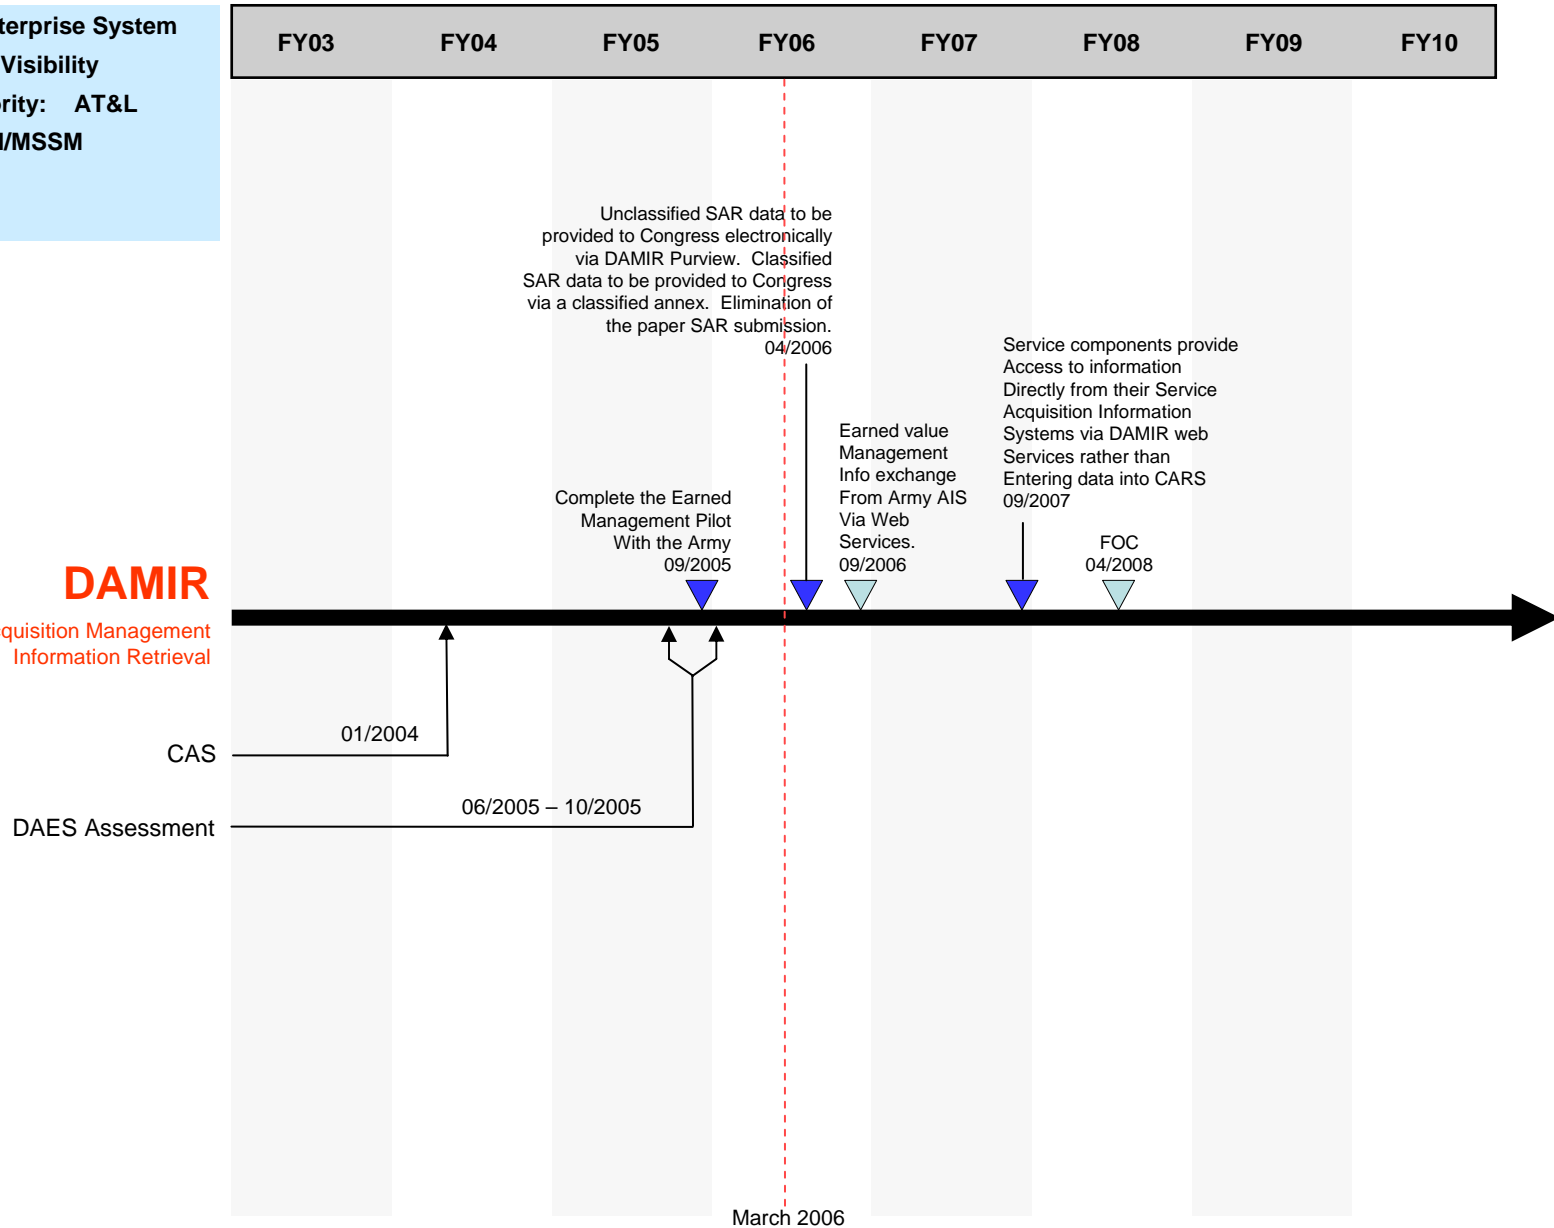 terprise System
Visibility
rity: AT&L
/MSSM
FY03 FY04 FY05 FY06 FY07 FY08 FY09 FY10
Unclassified SAR data to be
provided to Congress electronically
via DAMIR Purview. Classified
SAR data to be provided to Congress
via a classified annex. Elimination of
the paper SAR submission.
04/2006
Service components provide
Access to information
Directly from their Service
Acquisition Information
Systems via DAMIR web
Services rather than
Entering data into CARS
09/2007
Earned value
Management
Info exchange
From Army AIS
Via Web
Services.
09/2006
Complete the Earned
Management Pilot
With the Army
09/2005
FOC
04/2008
DAMIR
cquisition Management
Information Retrieval
01/2004
CAS
06/2005 – 10/2005
DAES Assessment
March 2006